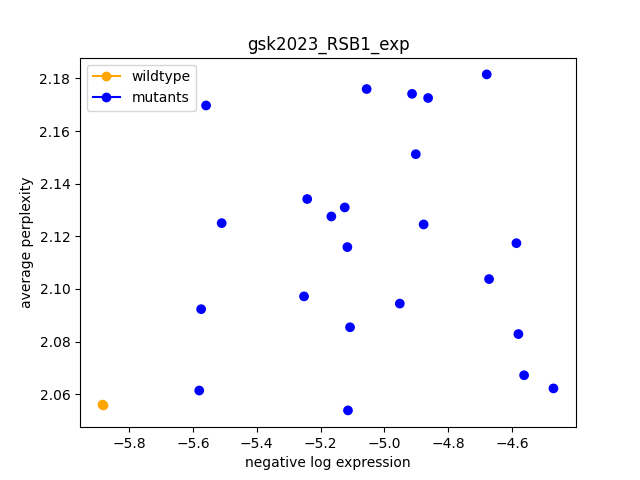 gsk2023_RSB1_exp
wildtype
mutants
2.18
2.16
2.14
2.12
2.10
2.08
2.06
average perplexity
−5.8
−5.6
−5.4
−5.2
−5.0
−4.8
−4.6
negative log expression